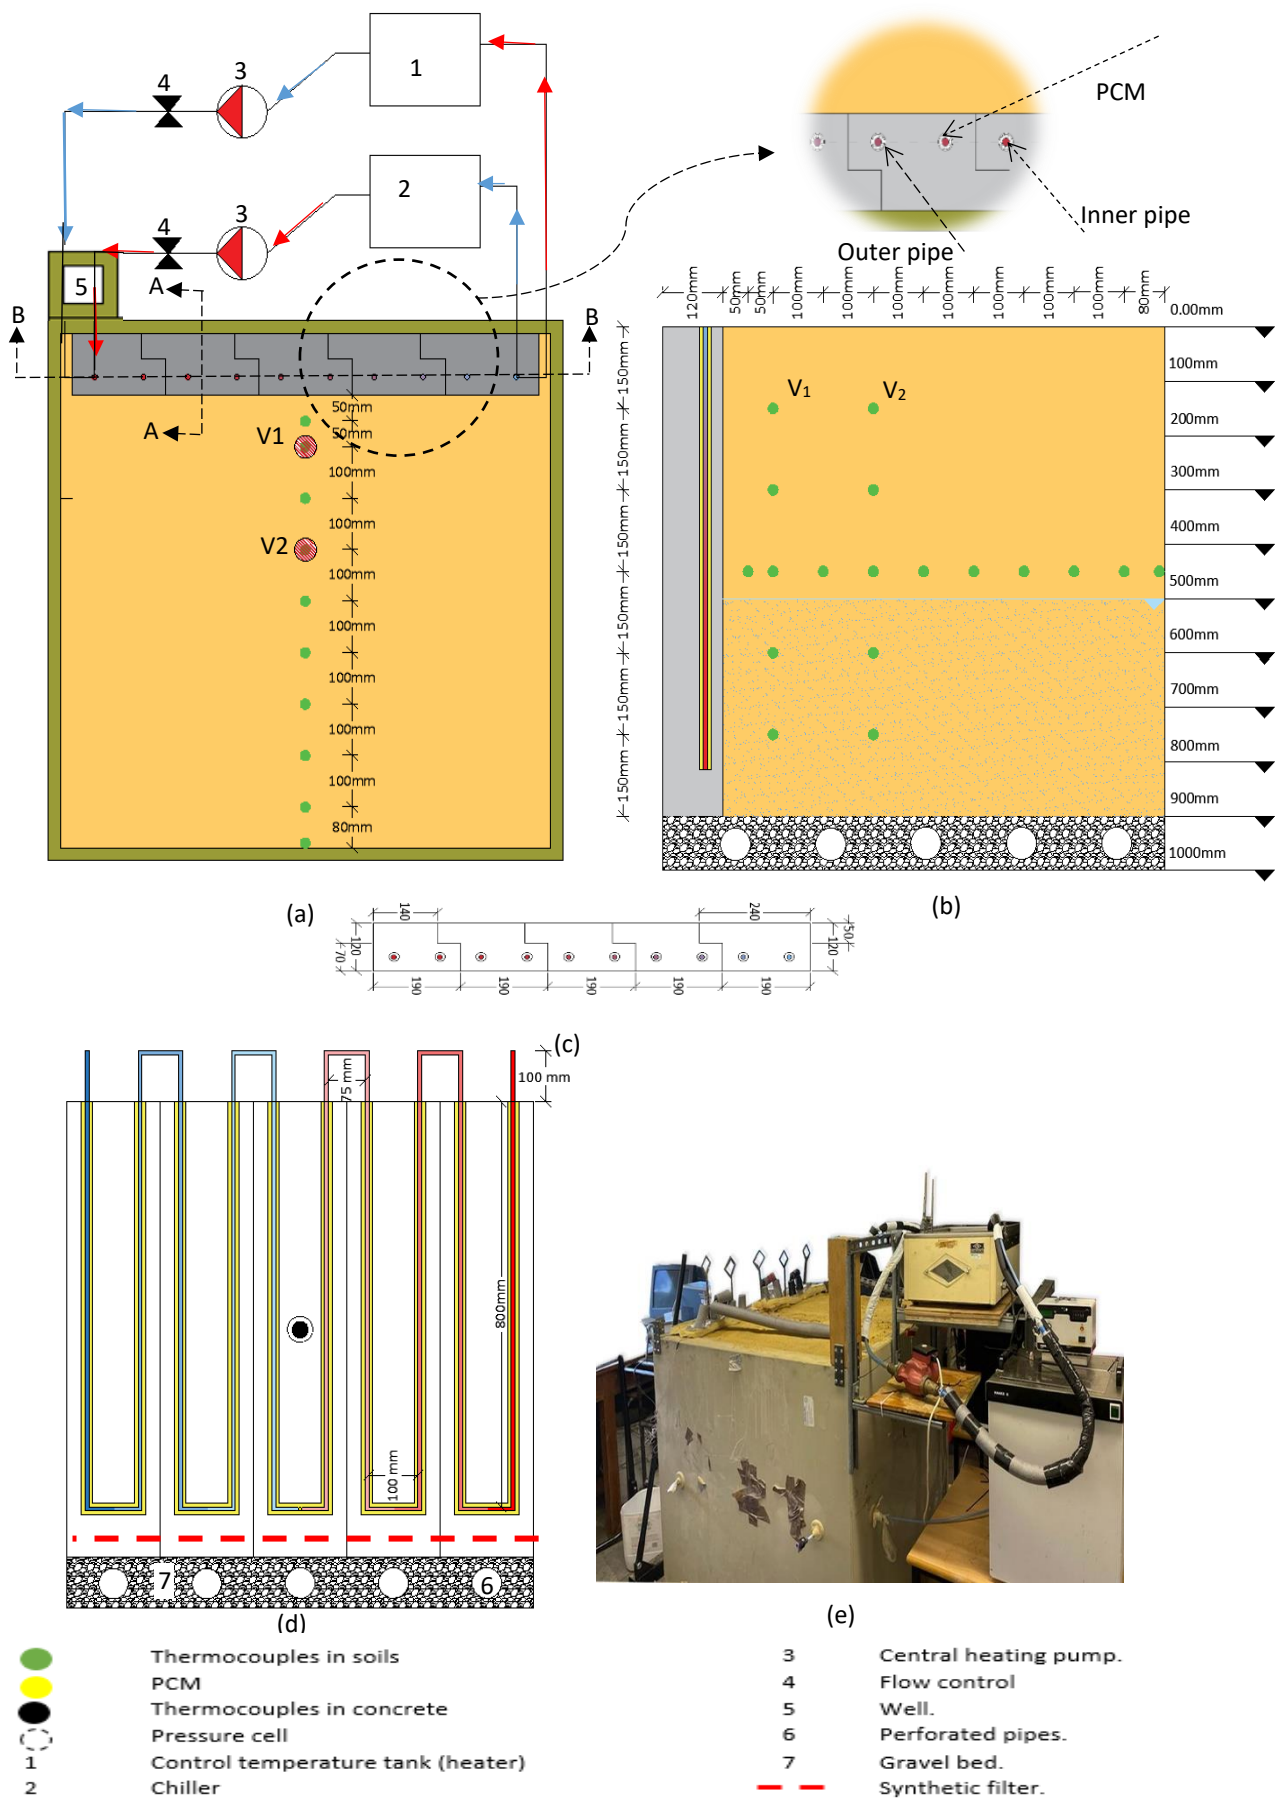 1
3
4
PCM
2
3
4
Inner pipe
Outer pipe
5
A
B
B
A
50mm
50mm
V1
100mm
100mm
V2
100mm
100mm
100mm
100mm
100mm
80mm
(a)
120mm
50mm
50mm
100mm
100mm
100mm
100mm
100mm
100mm
100mm
80mm
0.00mm
100mm
200mm
300mm
400mm
500mm
600mm
700mm
800mm
900mm
1000mm
150mm
150mm
150mm
150mm
150mm
150mm
V1
V2
(b)
140
240
120
70
50
120
190
190
190
190
190
(c)
100 mm
75 mm
800mm
100 mm
7
6
(d)
(e)
Thermocouples in soils
PCM
Thermocouples in concrete
Pressure cell
1 Control temperature tank (heater)
2 Chiller
3 Central heating pump.
4 Flow control
5 Well.
6 Perforated pipes.
7 Gravel bed.
Synthetic filter.